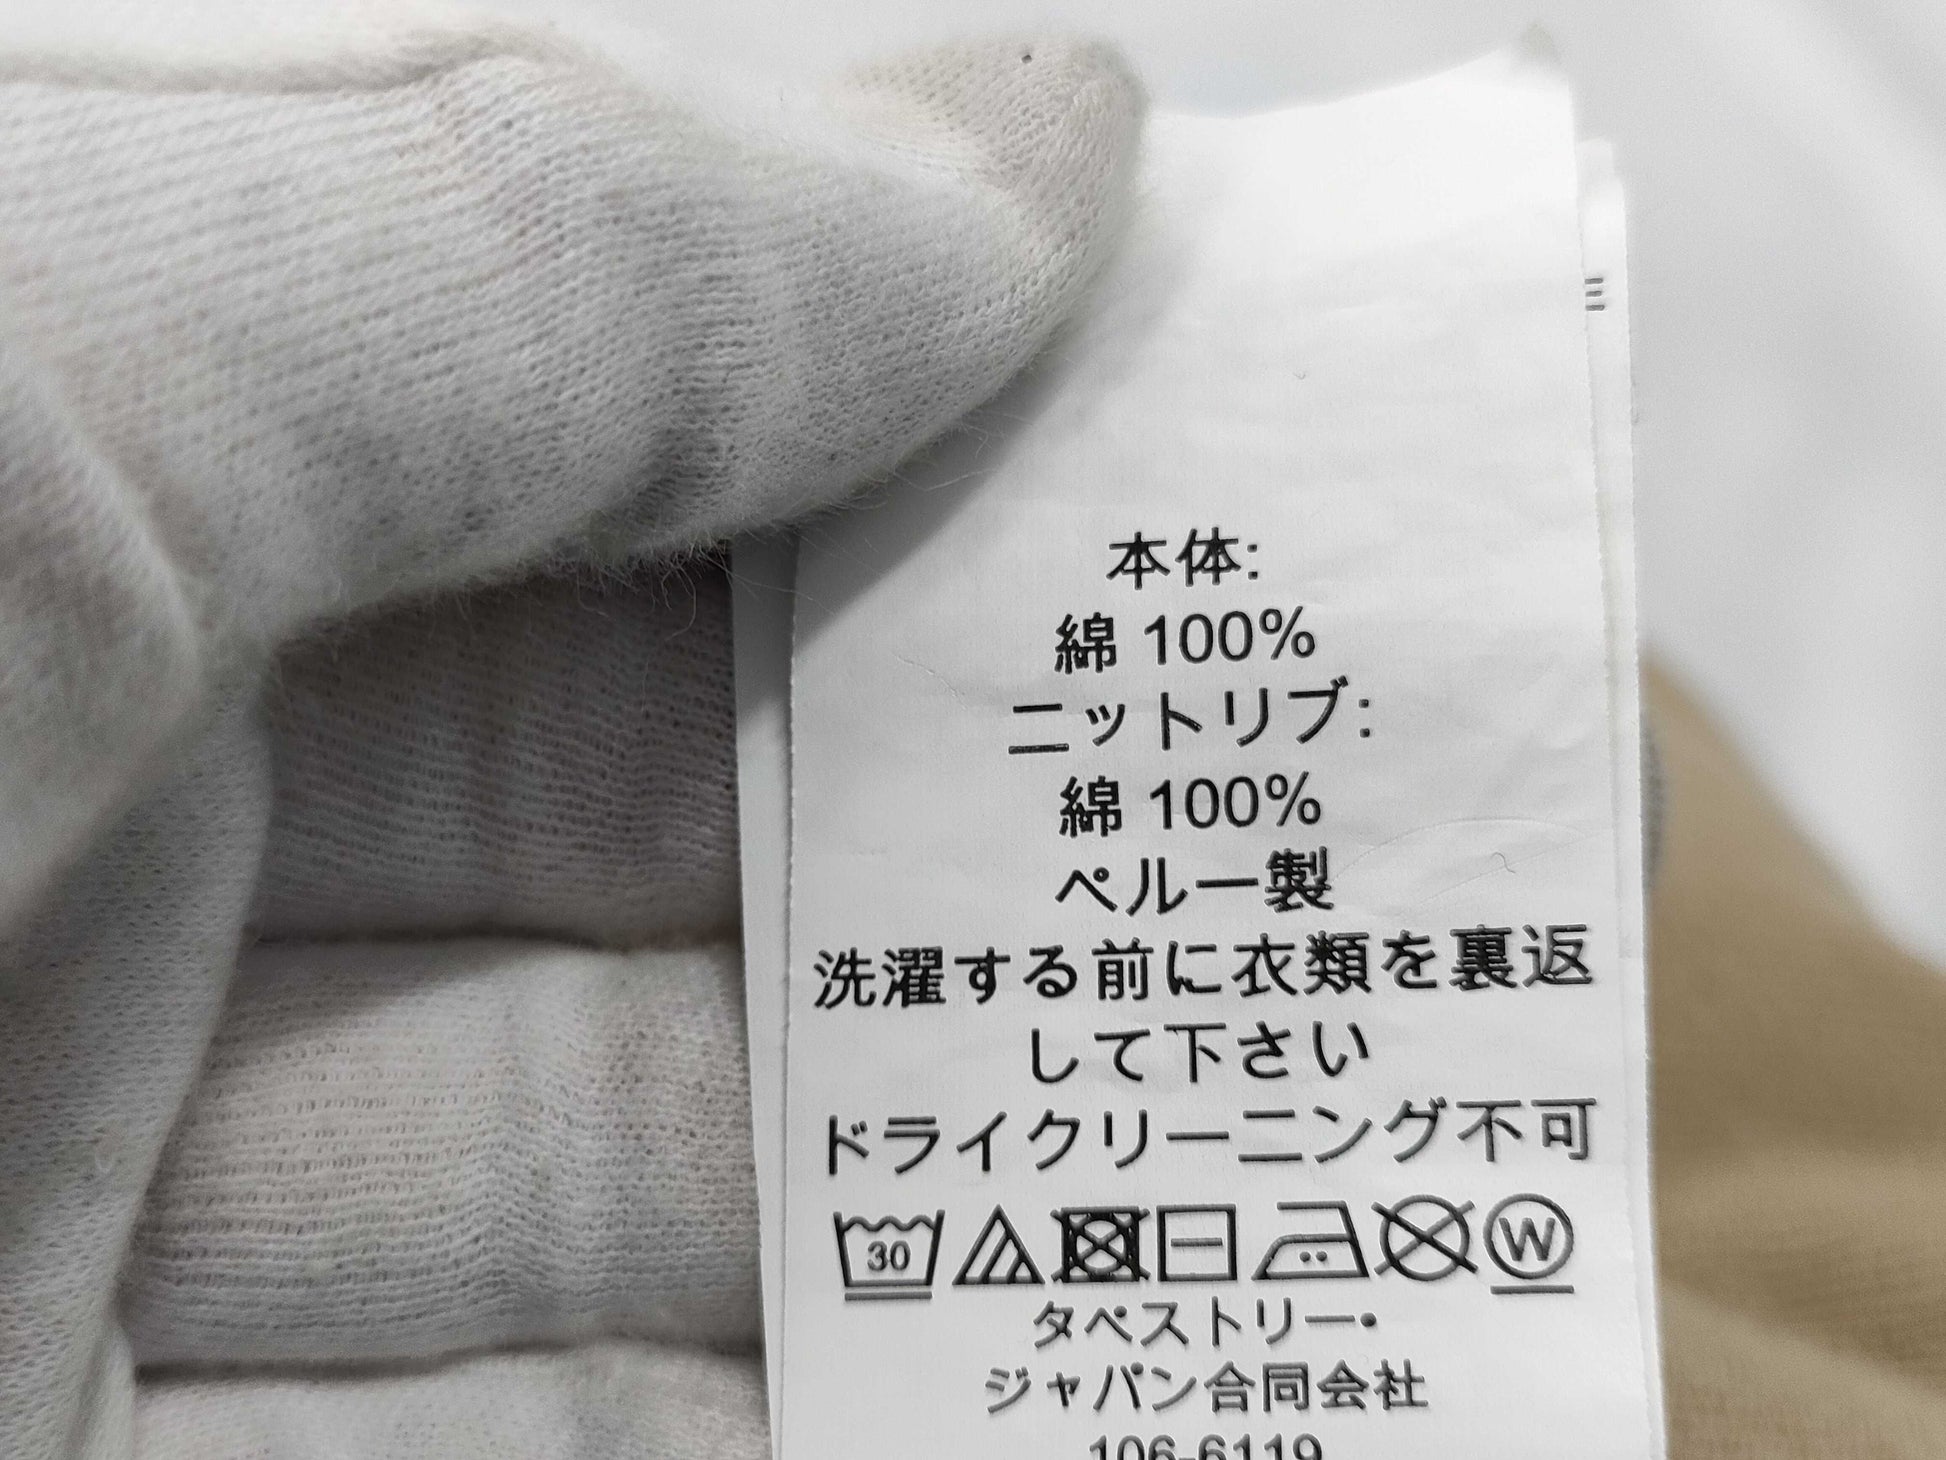 本体:
綿 100%
ニットリブ:
綿 100%
ペルー製
洗濯する前に衣類を裏返
して下さい
ドライクリーニング不可
30 W
タペストリー・
ジャパン合同会社
106-6119